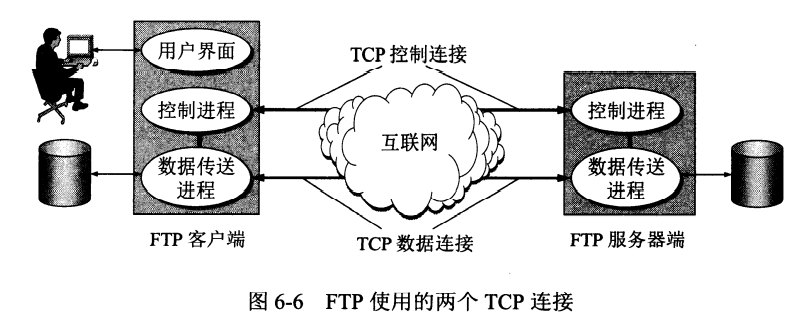 TCP 控制连接
用户界面
控制进程
数据传送
进程
互联网
控制进程
数据传送
进程
FTP 客户端
TCP 数据连接
FTP 服务器端
图 6-6 FTP 使用的两个 TCP 连接